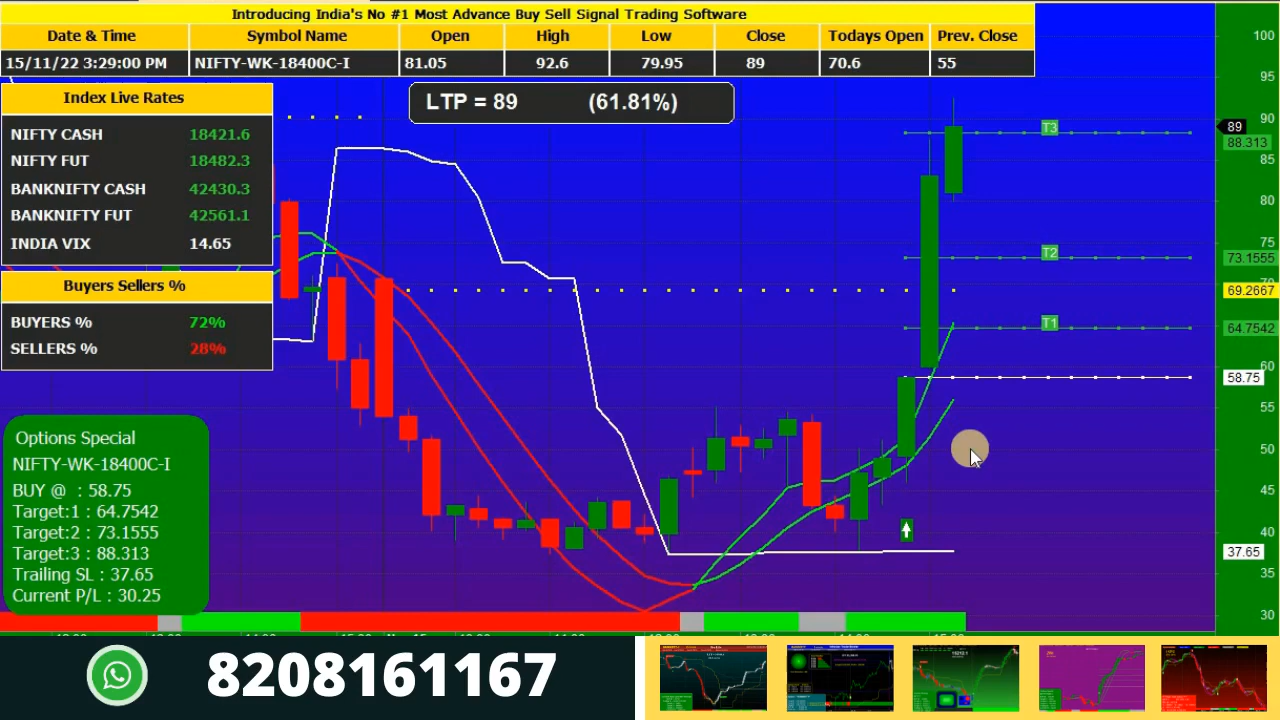 Introducing India's No #1 Most Advance Buy Sell Signal Trading Software
Date & Time Symbol Name Open High Low Close Todays Open Prev. Close
15/11/22 3:29:00 PM NIFTY-WK-18400C-I 81.05 92.6 79.95 89 70.6 55
Index Live Rates
NIFTY CASH 18421.6
NIFTY FUT 18482.3
BANKNIFTY CASH 42430.3
BANKNIFTY FUT 42561.1
INDIA VIX 14.65
Buyers Sellers %
BUYERS % 72%
SELLERS % 28%
LTP = 89 (61.81%)
Options Special
NIFTY-WK-18400C-I
BUY @ : 58.75
Target:1 : 64.7542
Target:2 : 73.1555
Target:3 : 88.313
Trailing SL : 37.65
Current P/L : 30.25
T3
T2
T1
100
95
90
89
88.313
85
80
75
73.1555
69.2667
64.7542
60
58.75
55
50
45
40
37.65
35
30
8208161167